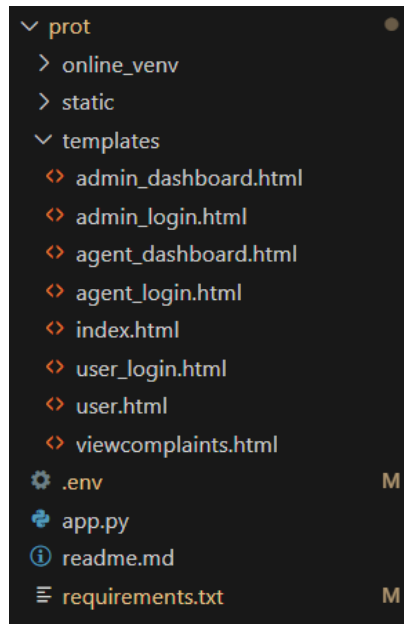 prot
online_venv
static
templates
<> admin_dashboard.html
<> admin_login.html
<> agent_dashboard.html
<> agent_login.html
<> index.html
<> user_login.html
<> user.html
<> viewcomplaints.html
.env M
app.py
readme.md
requirements.txt M